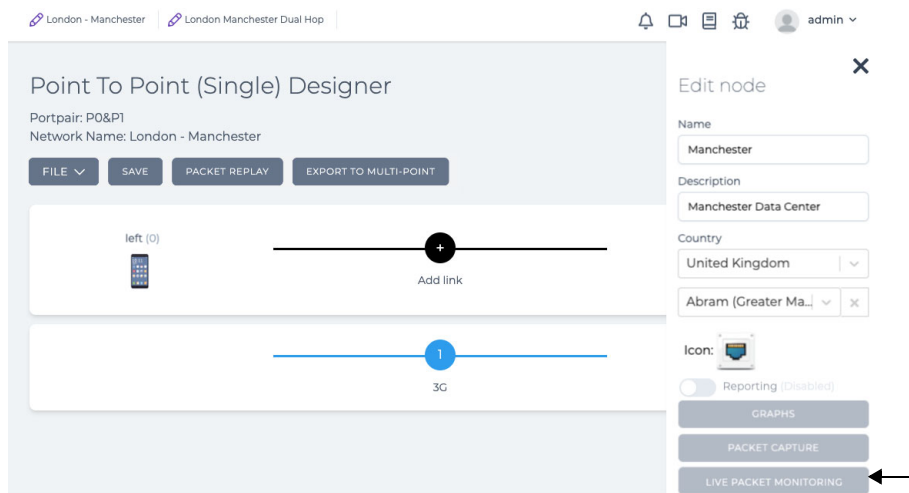 London - Manchester
London Manchester Dual Hop
admin
Point To Point (Single) Designer
Portpair: P0&P1
Network Name: London - Manchester
FILE
SAVE
PACKET REPLAY
EXPORT TO MULTI-POINT
left (0)
+
Add link
1
3G
Edit node
Name
Manchester
Description
Manchester Data Center
Country
United Kingdom
Abram (Greater Ma...
Icon:
Reporting (Disabled)
GRAPHS
PACKET CAPTURE
LIVE PACKET MONITORING